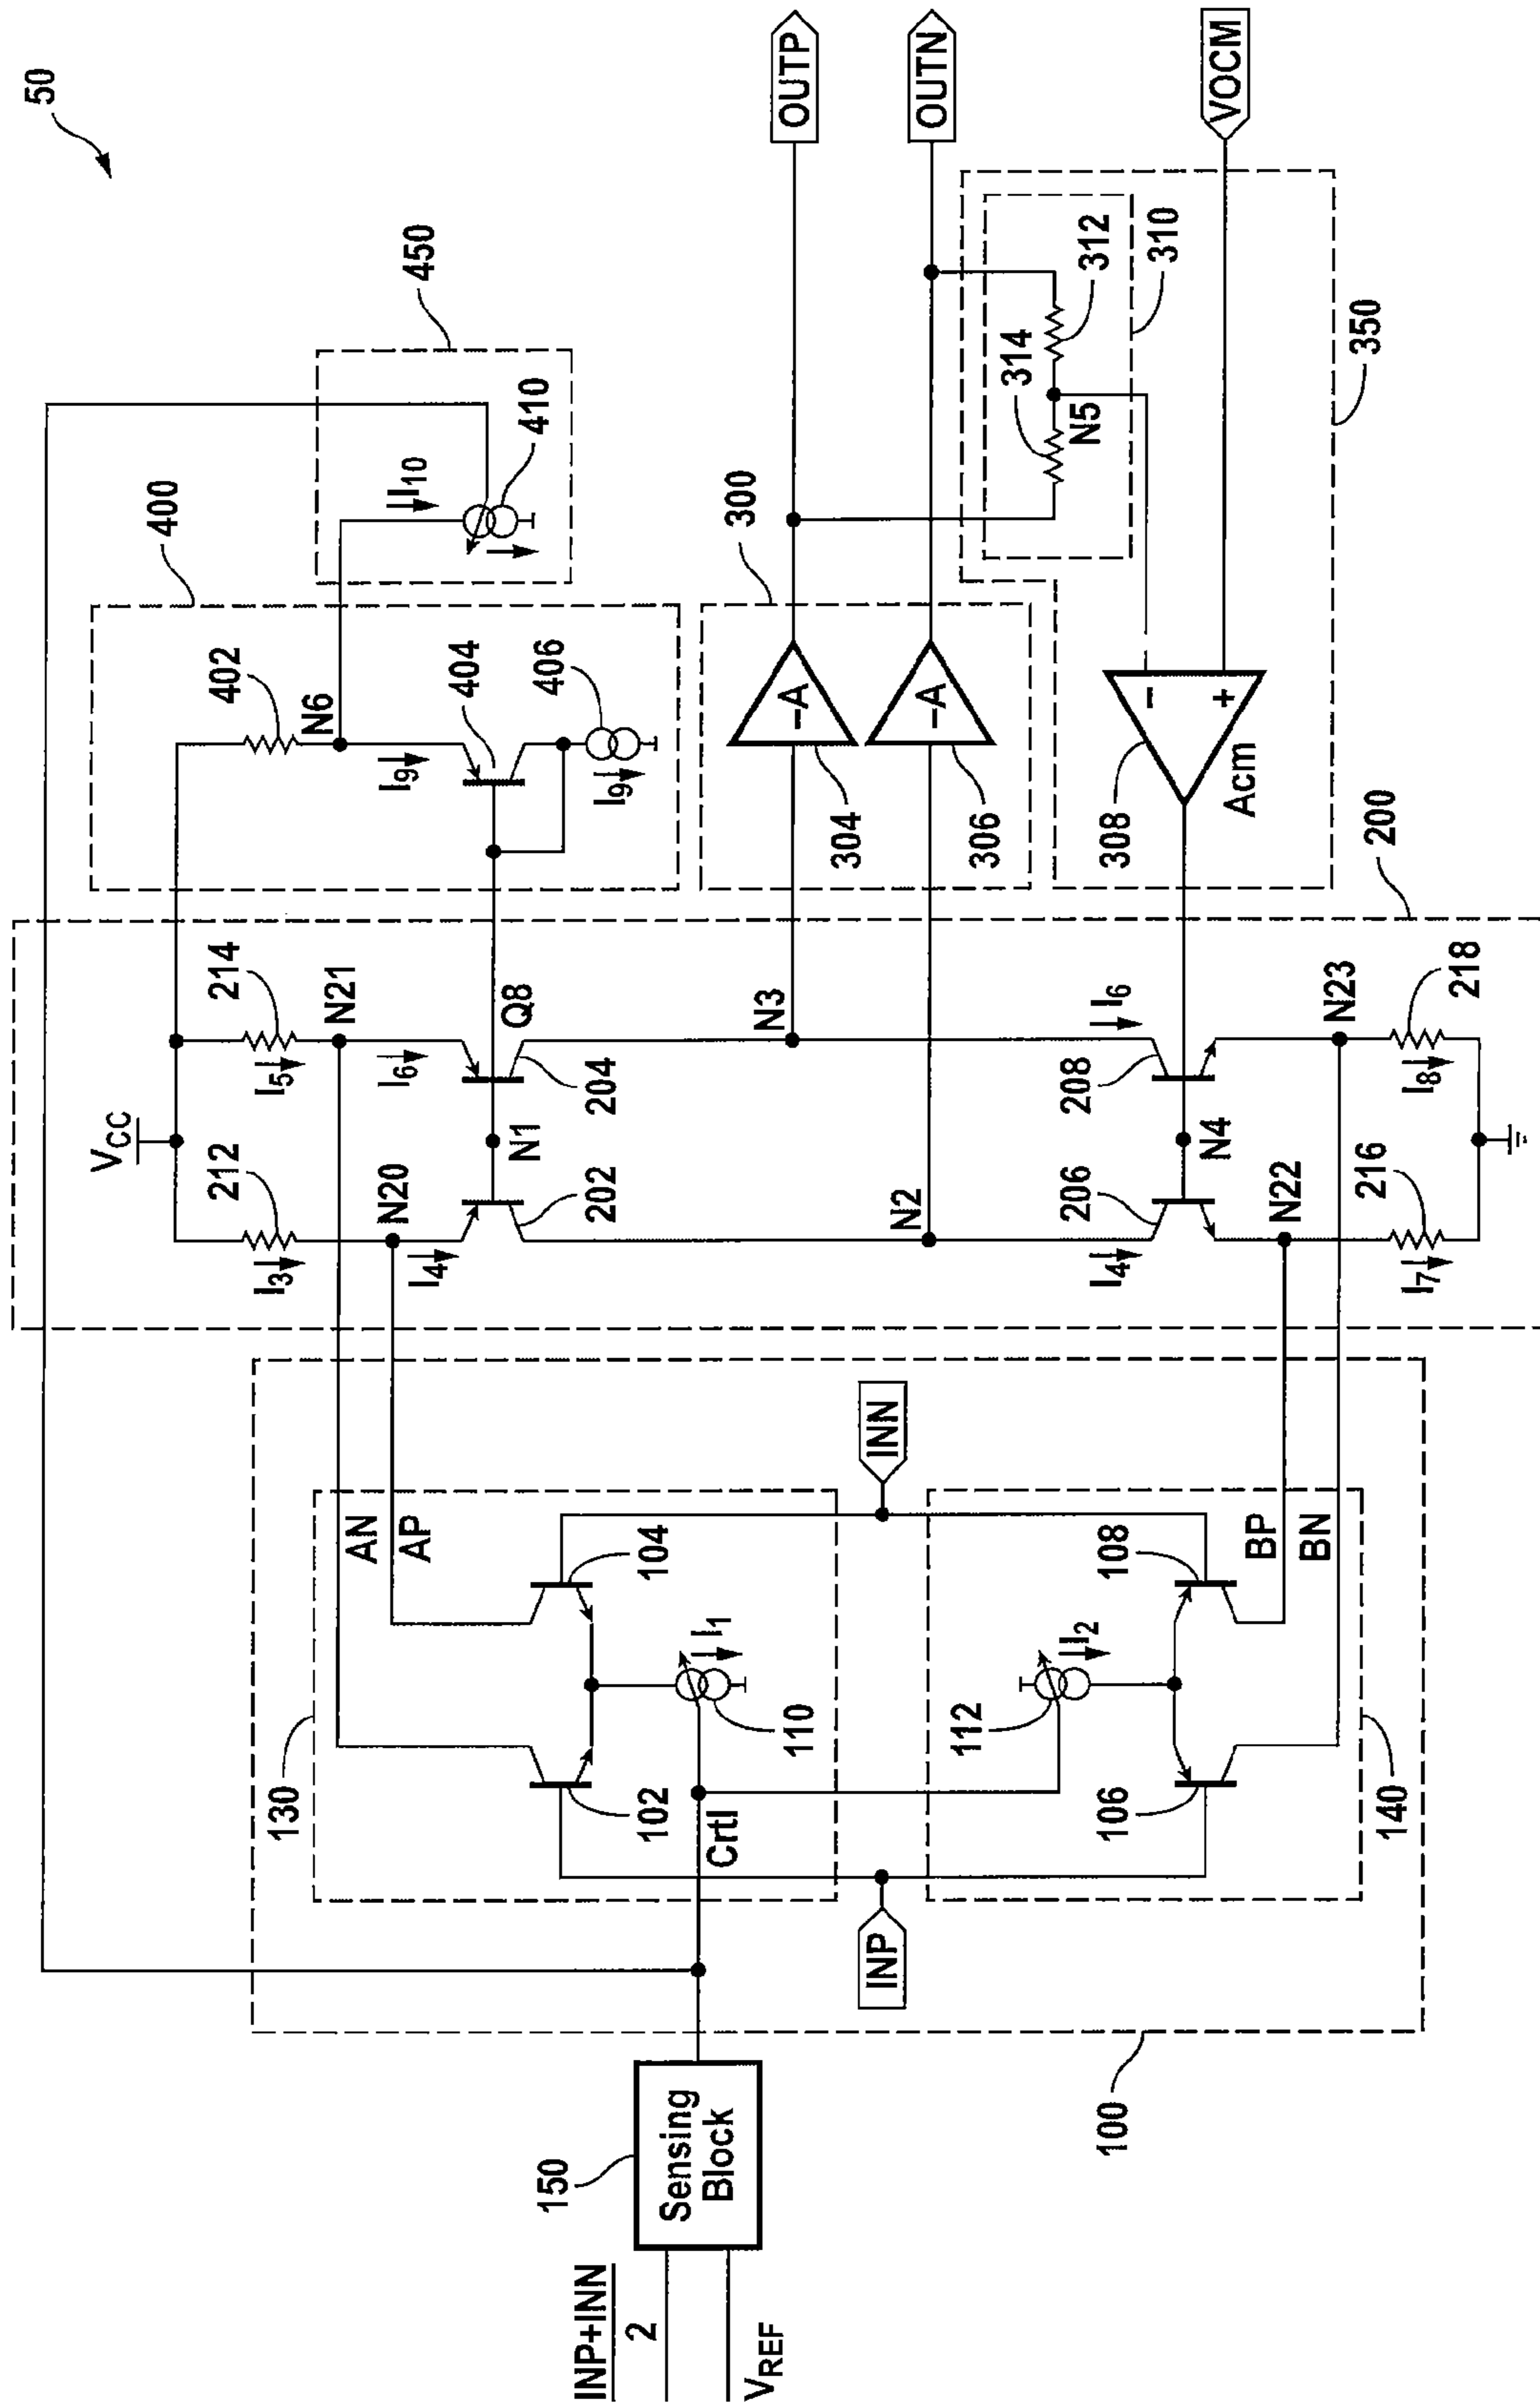 50
INP+INN
2
VREF
150
Sensing
Block
100
130
AN
AP
102
104
Crtl
110
I1
INP
INN
112
I2
106
108
BP
BN
140
200
VCC
212
214
I3
I5
N20
N21
I4
I6
Q8
N1
202
204
N2
N3
I4
I6
206
208
N4
N22
N23
216
218
I7
I8
400
402
N6
I9
404
406
I9
450
I10
410
300
-A
304
-A
306
OUTP
OUTN
314
312
N5
310
350
308
-
+
Acm
VOCM